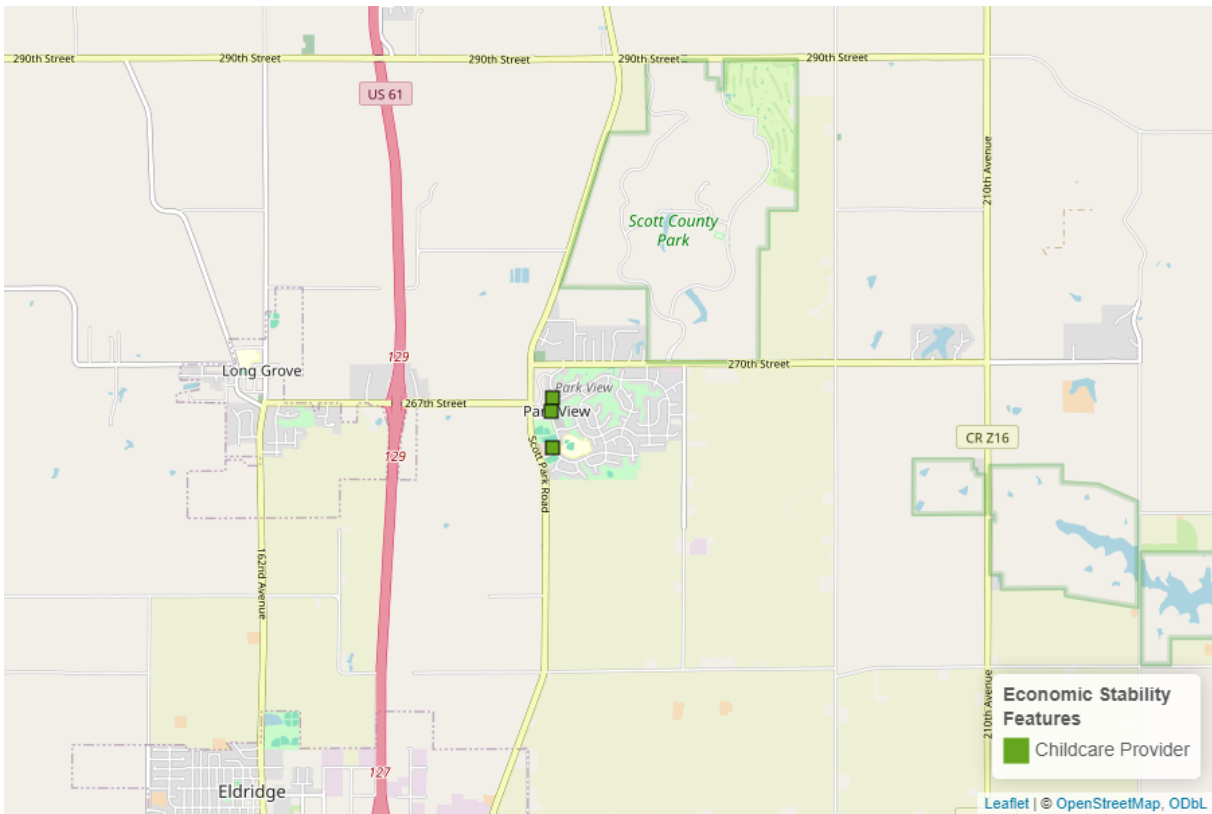 290th Street
290th Street
290th Street
290th Street
290th Street
US 61
210th Avenue
Scott County
Park
129
270th Street
Long Grove
Park View
267th Street
Park View
CR Z16
129
Scott Park Road
162nd Avenue
210th Avenue
Economic Stability
Features
Childcare Provider
127
Eldridge
Leaflet | © OpenStreetMap, ODbL